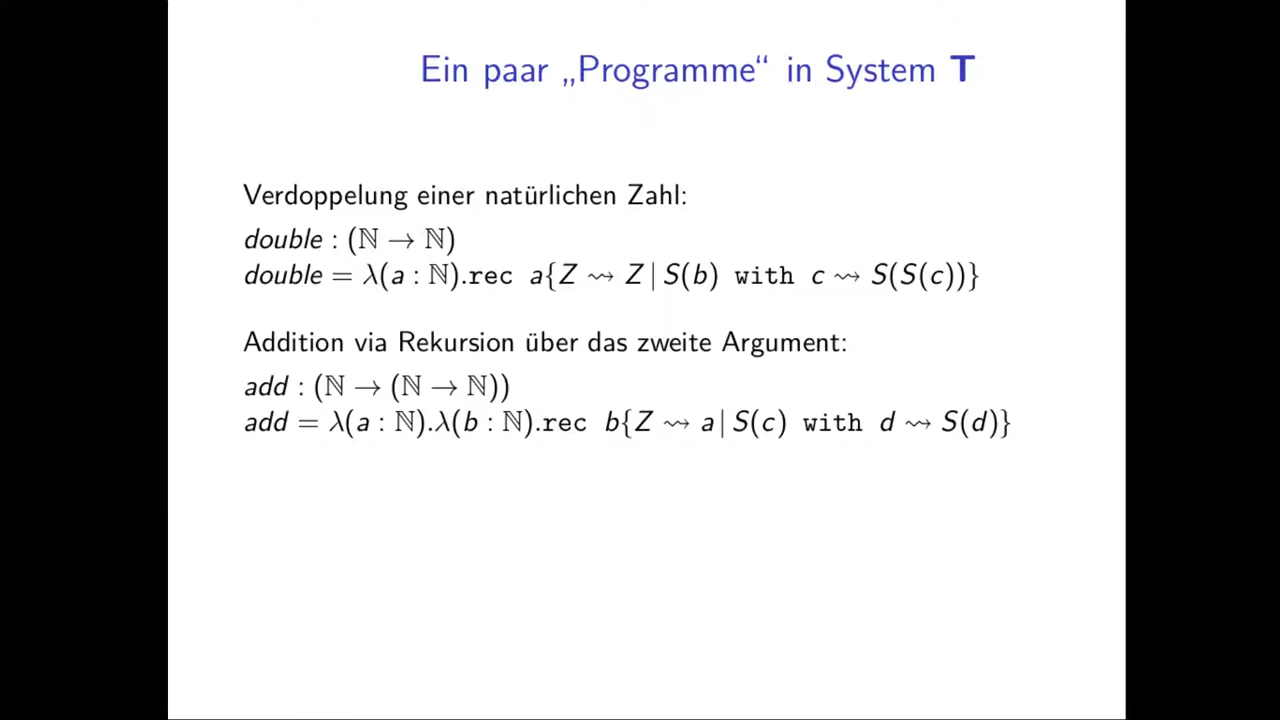 Ein paar „Programme“ in System T
Verdoppelung einer natürlichen Zahl:
double : (ℕ → ℕ)
double = λ(a : ℕ).rec a{Z ⇝ Z | S(b) with c ⇝ S(S(c))}
Addition via Rekursion über das zweite Argument:
add : (ℕ → (ℕ → ℕ))
add = λ(a : ℕ).λ(b : ℕ).rec b{Z ⇝ a | S(c) with d ⇝ S(d)}